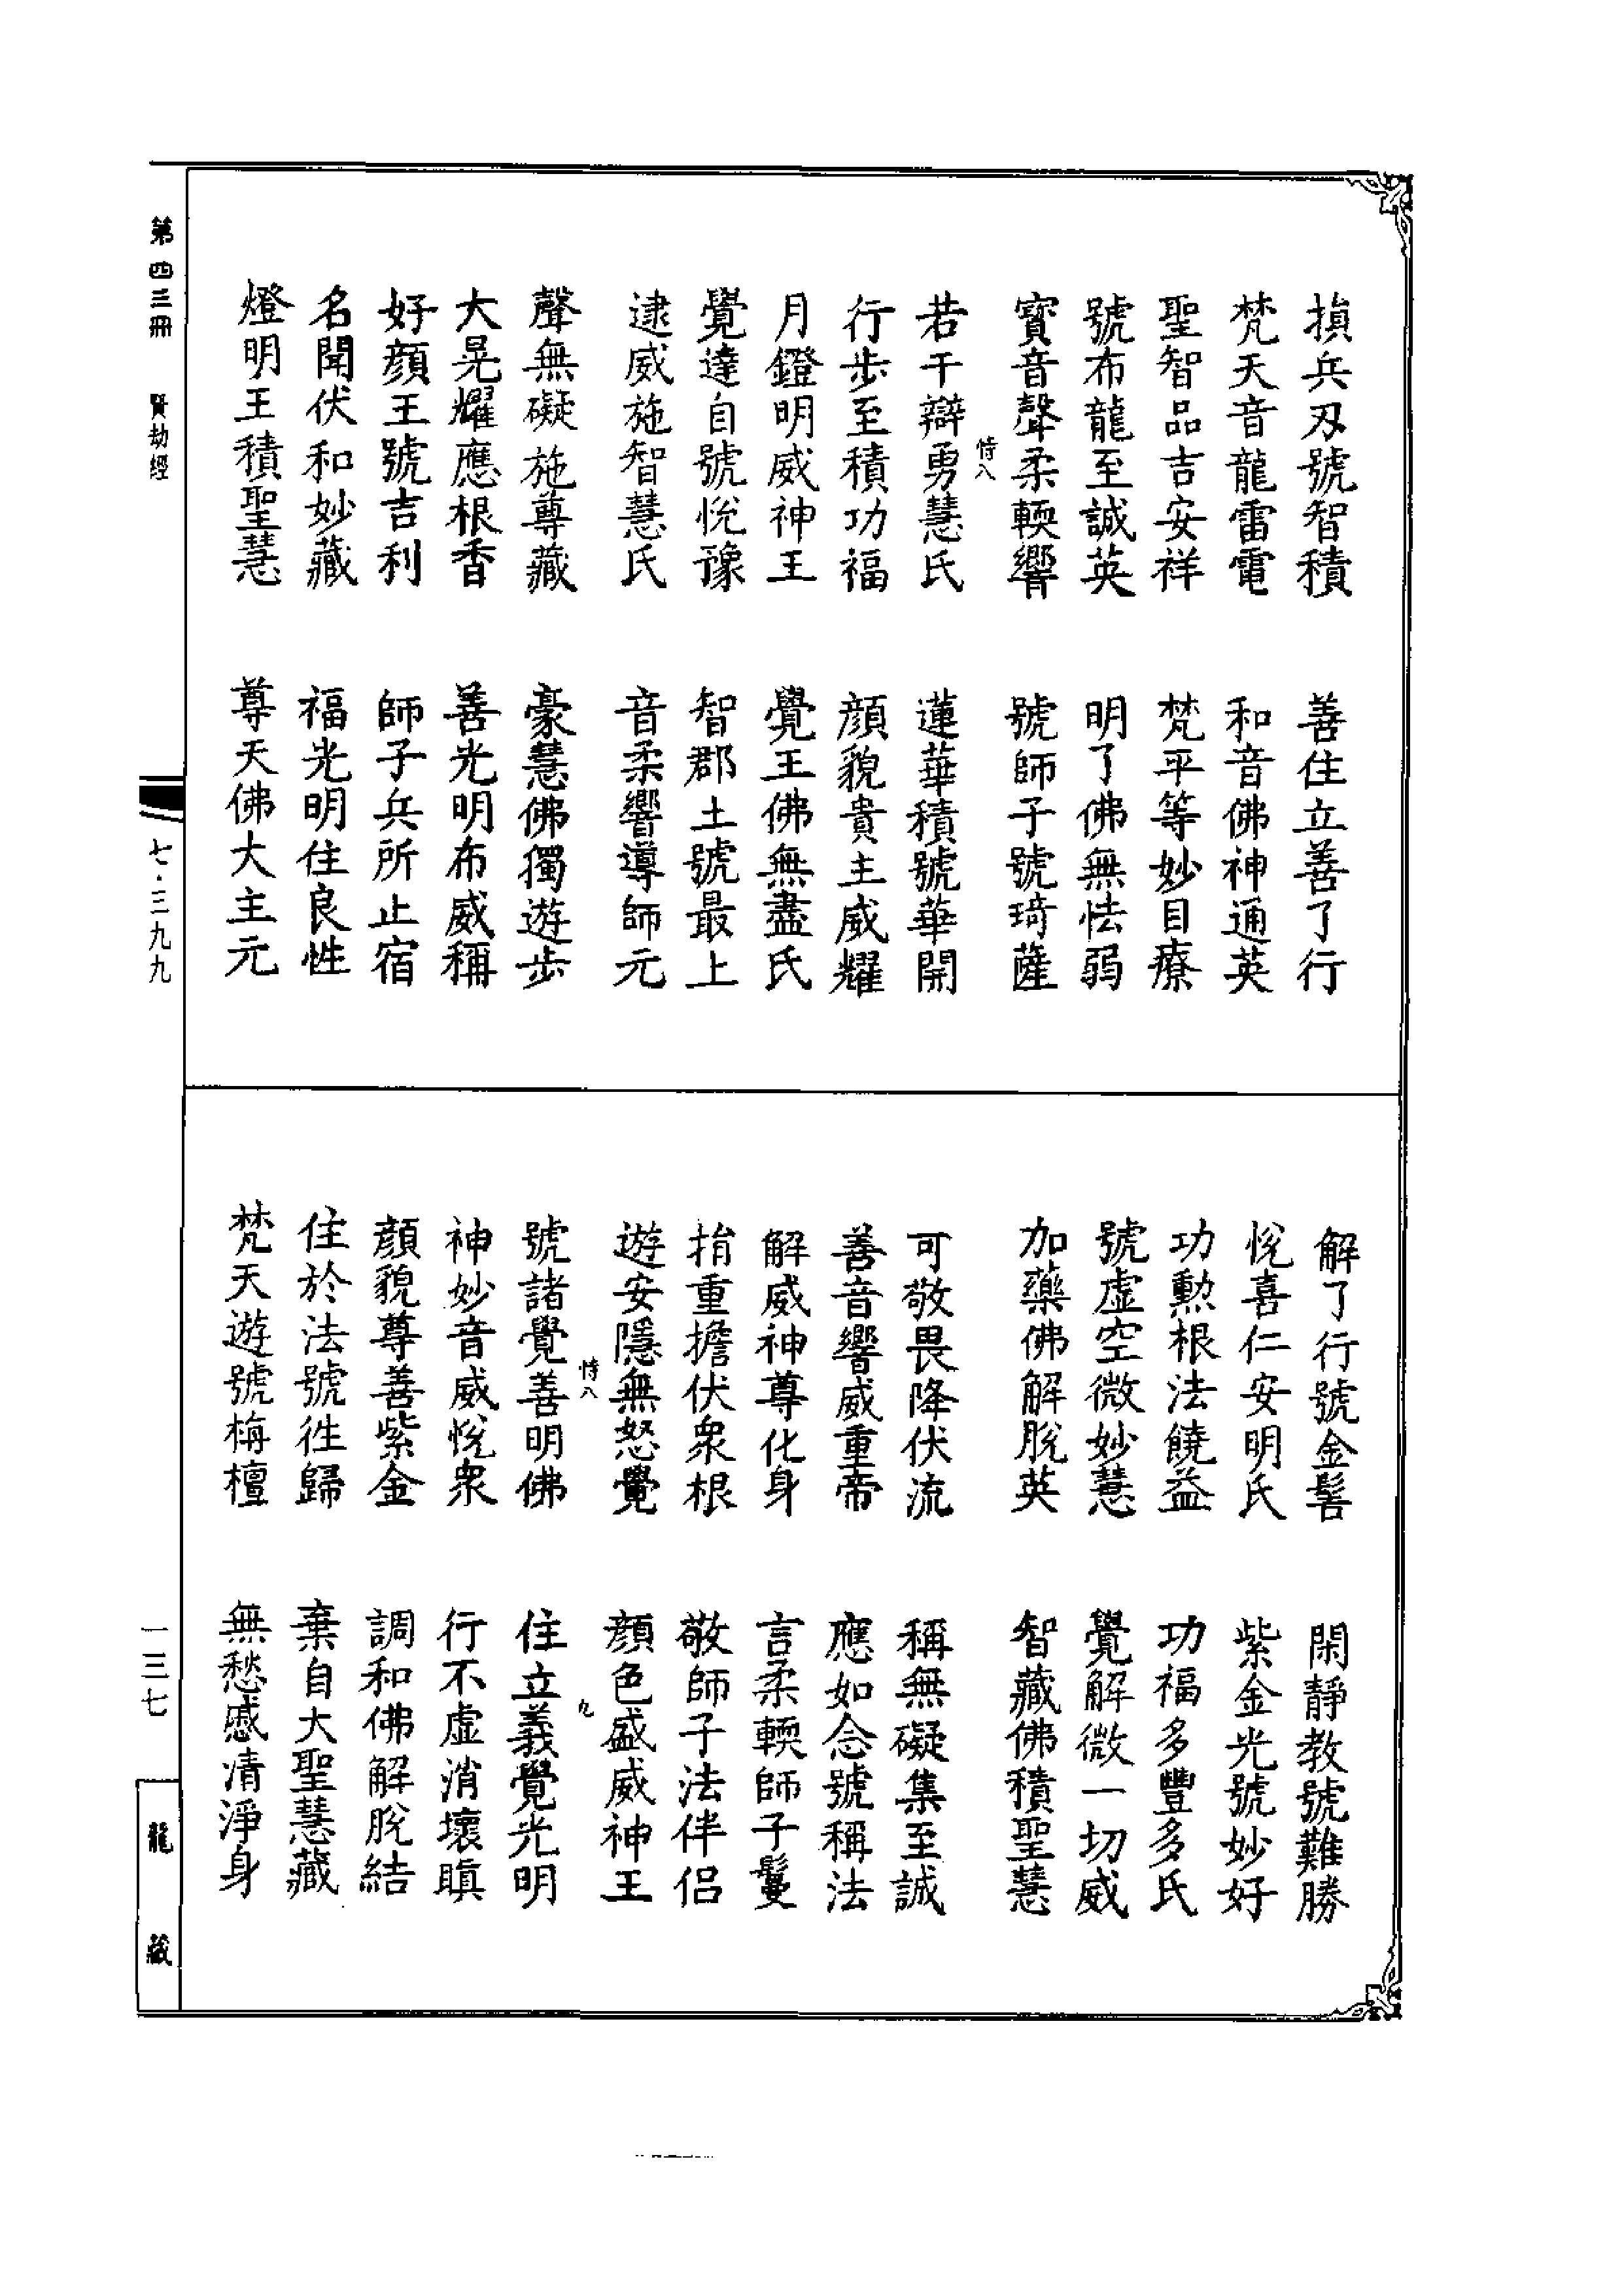 損兵刃號智積　善住立善了行
梵天音龍雷電　和音佛神通英
聖智品吉安祥　梵平等妙目療
號布龍至誠英　明了佛無怯弱
寶音聲柔輭響　號師子號琦薩
恃八
若干辯勇慧氏　蓮華積號華開
行步至積功福　顏貌貴主威耀
月鐙明威神王　覺王佛無盡氏
覺達自號悅豫　智郡土號最上
逮威施智慧氏　音柔響導師元
聲無礙施尊藏　豪慧佛獨遊步
大晃耀應根香　善光明布威稱
好顏王號吉利　師子兵所止宿
名聞伏和妙藏　福光明住良性
燈明王積聖慧　尊天佛大主元
解了行號金髻　閑靜教號難勝
悅喜仁安明氏　紫金光號妙好
功勳根法饒益　功福多豐多氏
號虛空微妙慧　覺解微一切威
加藥佛解脫英　智藏佛積聖慧
可敬畏降伏流　稱無礙集至誠
善音響威重帝　應如念號稱法
解威神尊化身　言柔輭師子鬘
捐重擔伏衆根　敬師子法伴侶
遊安隱無怒覺　顏色盛威神王
恃八　九
號諸覺善明佛　住立義覺光明
神妙音威悅衆　行不虛消壞瞋
顏貌尊善紫金　調和佛解脫結
住於法號徃歸　棄自大聖慧藏
梵天遊號栴檀　無愁慼清淨身
第四三冊　賢劫經
七·三九九
一三七
龍藏